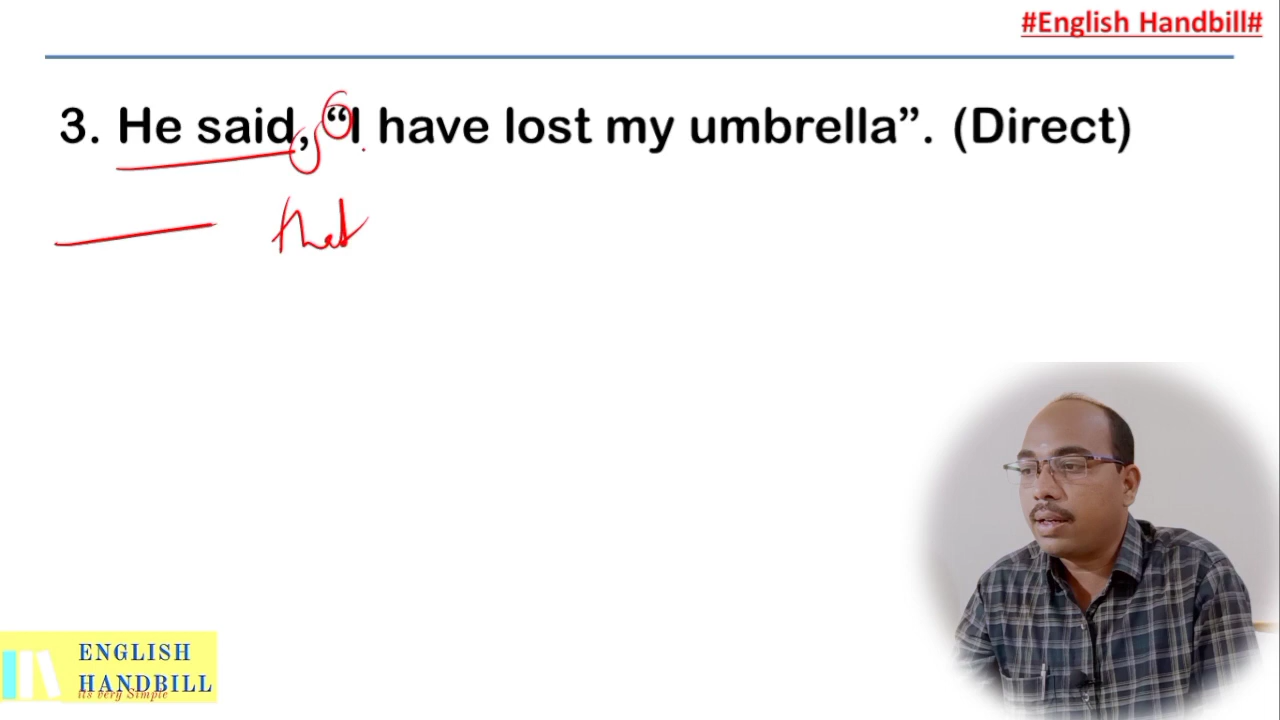 #English Handbill#
3. He said, “I have lost my umbrella”. (Direct)
that
ENGLISH
HANDBILL
its very Simple